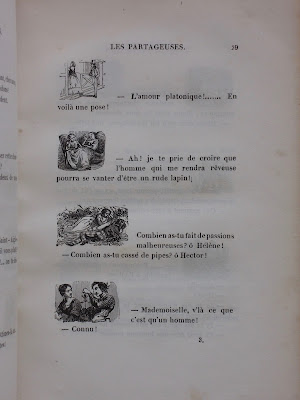 LES PARTAGEUSES. 19
— L'amour platonique!...... En
voilà une pose!
— Ah! je te prie de croire que
l'homme qui me rendra rêveuse
pourra se vanter d'être un rude lapin!
Combien as-tu fait de passions
malheureuses? ô Hélène!
— Combien as-tu cassé de pipes? ô Hector!
— Mademoiselle, v'là ce que
c'est qu'un homme!
— Connu!